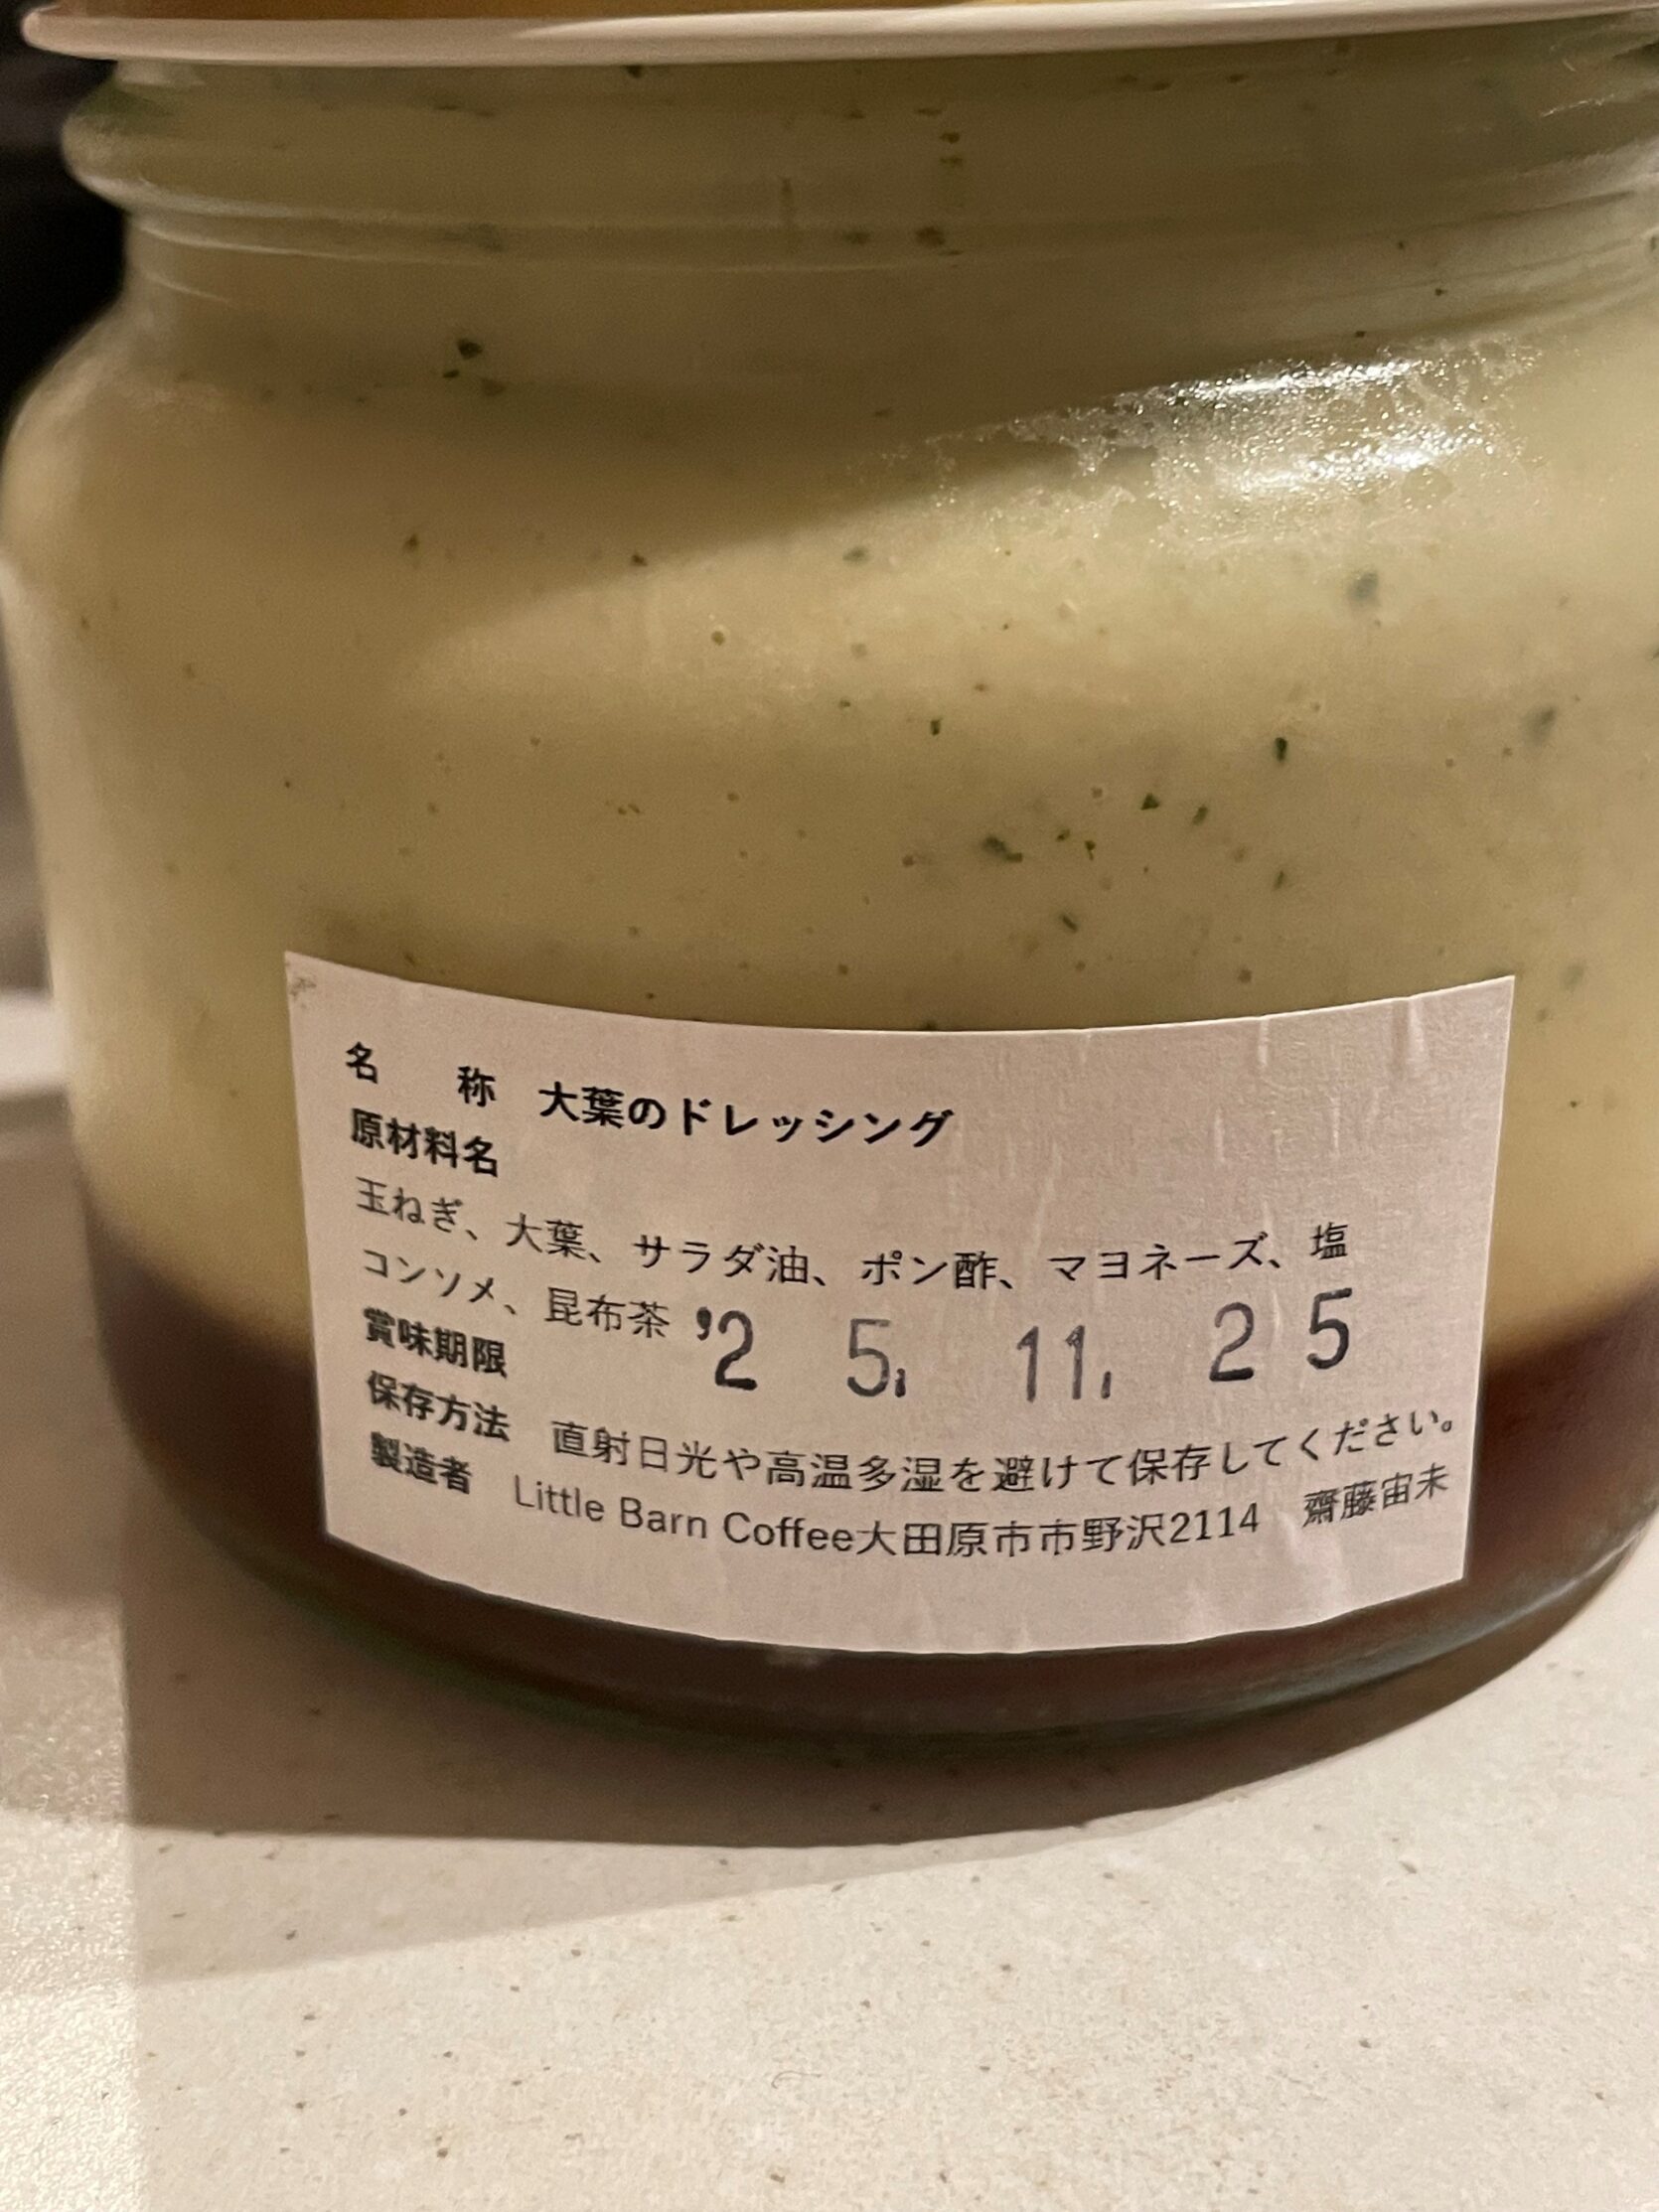 名 称 大葉のドレッシング
原材料名
玉ねぎ、大葉、サラダ油、ポン酢、マヨネーズ、塩
コンソメ、昆布茶
賞味期限 '25. 11. 25
保存方法 直射日光や高温多湿を避けて保存してください。
製造者 Little Barn Coffee大田原市市野沢2114 齋藤宙未